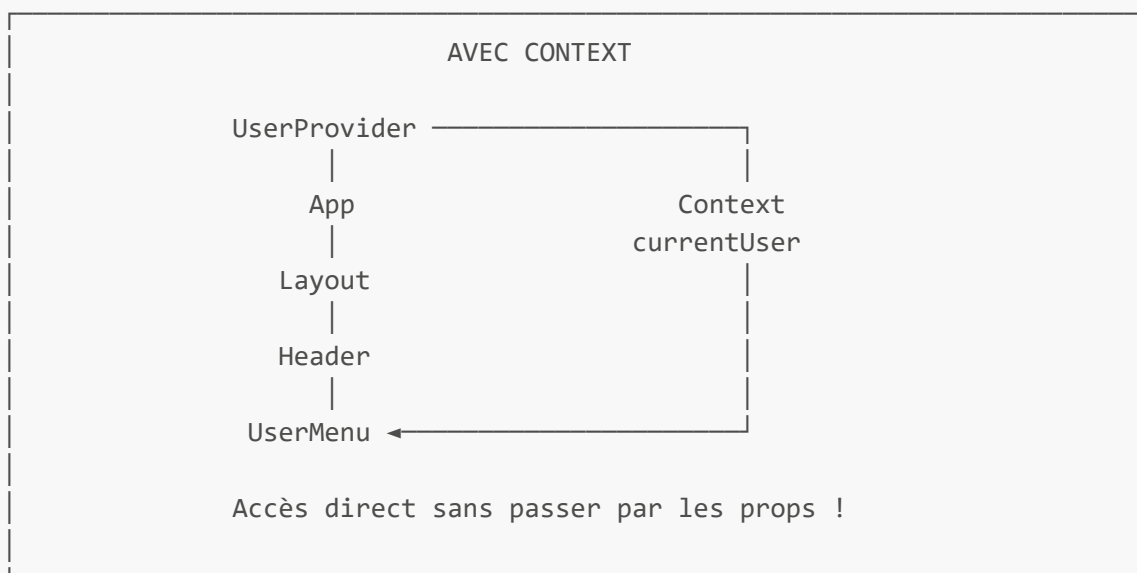 AVEC CONTEXT
UserProvider
App Context
currentUser
Layout
Header
UserMenu
Accès direct sans passer par les props !